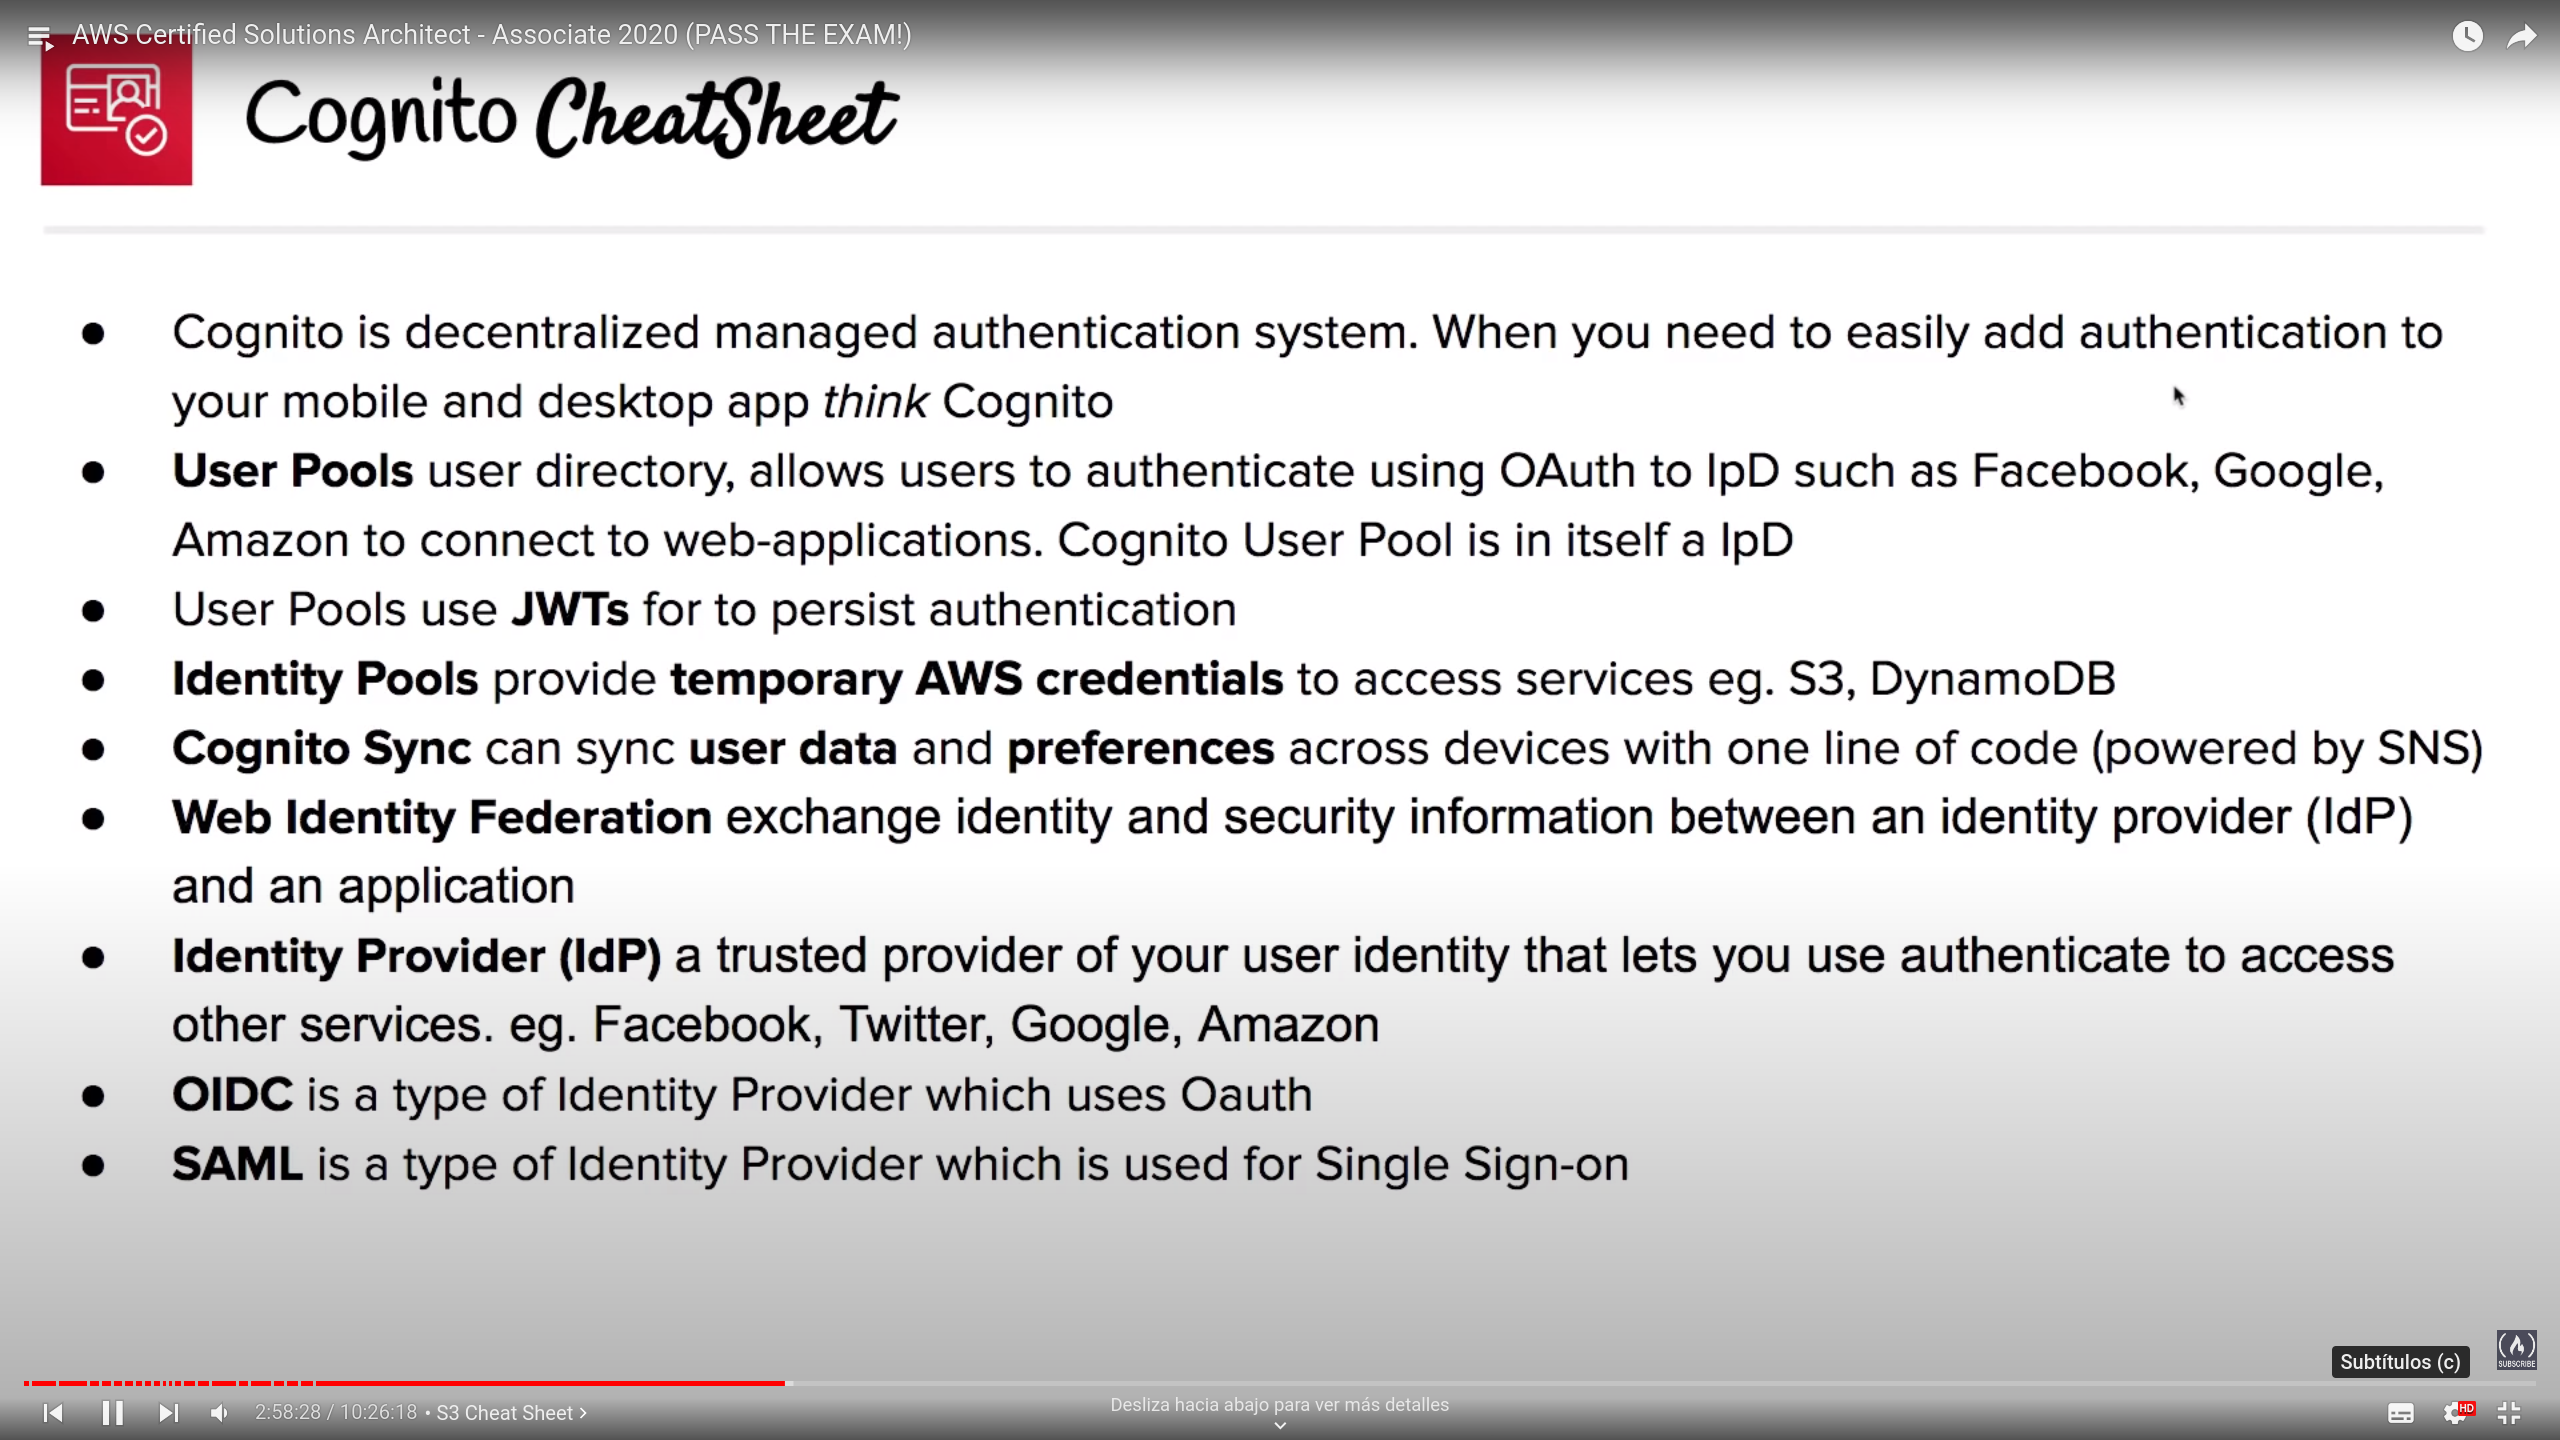 AWS Certified Solutions Architect - Associate 2020 (PASS THE EXAM!)
Cognito CheatSheet
● Cognito is decentralized managed authentication system. When you need to easily add authentication to
your mobile and desktop app think Cognito
● User Pools user directory, allows users to authenticate using OAuth to IpD such as Facebook, Google,
Amazon to connect to web-applications. Cognito User Pool is in itself a IpD
● User Pools use JWTs for to persist authentication
● Identity Pools provide temporary AWS credentials to access services eg. S3, DynamoDB
● Cognito Sync can sync user data and preferences across devices with one line of code (powered by SNS)
● Web Identity Federation exchange identity and security information between an identity provider (IdP)
and an application
● Identity Provider (IdP) a trusted provider of your user identity that lets you use authenticate to access
other services. eg. Facebook, Twitter, Google, Amazon
● OIDC is a type of Identity Provider which uses Oauth
● SAML is a type of Identity Provider which is used for Single Sign-on
SUBSCRIBE
Subtítulos (c)
2:58:28 / 10:26:18 • S3 Cheat Sheet
Desliza hacia abajo para ver más detalles
HD